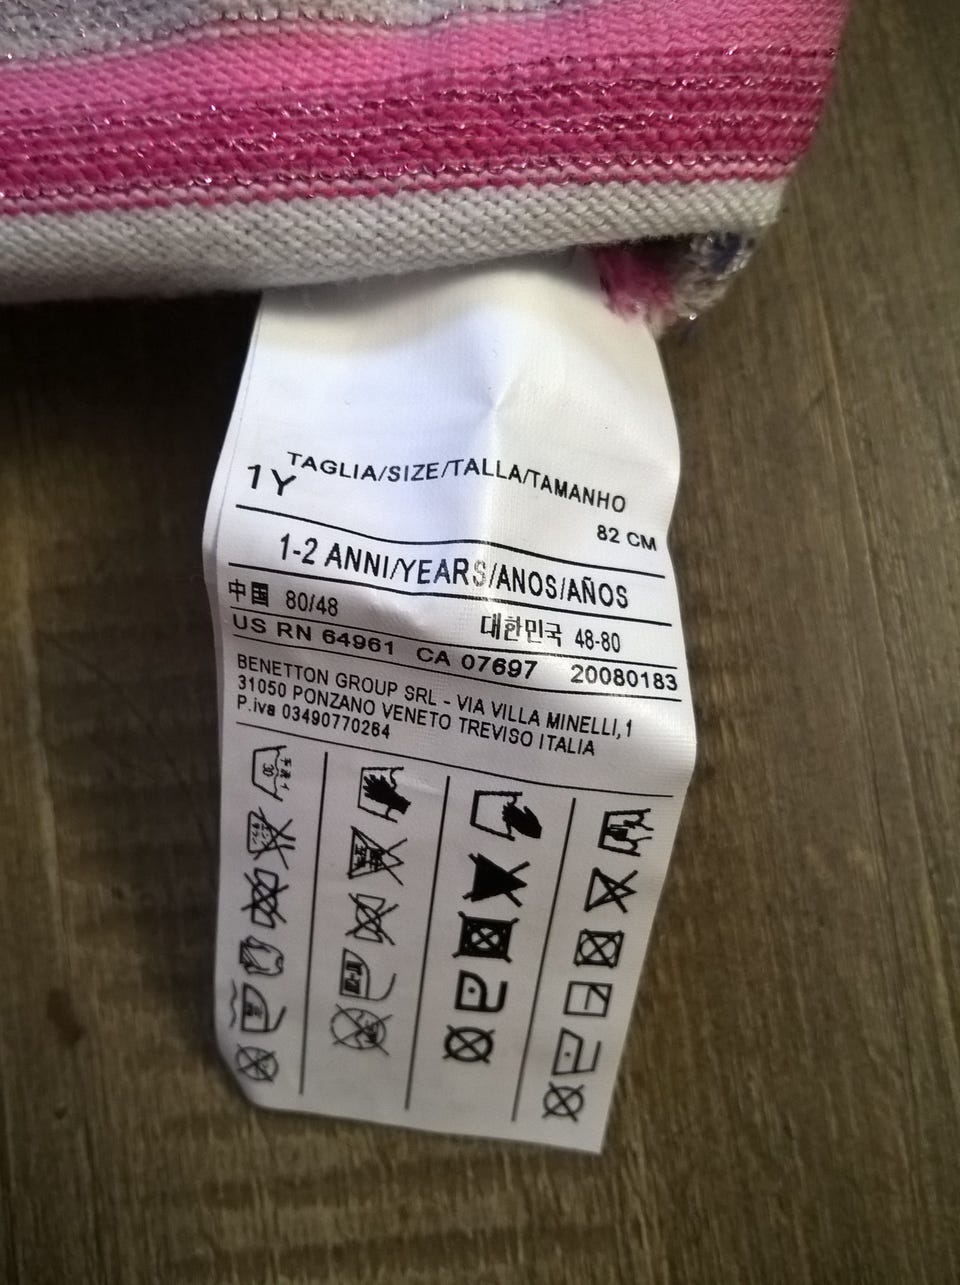 TAGLIA/SIZE/TALLA/TAMANHO
1Y
82 CM
1-2 ANNI/YEARS/ANOS/AÑOS
中国 80/48 대한민국 48-80
US RN 64961 CA 07697 20080183
BENETTON GROUP SRL - VIA VILLA MINELLI,1
31050 PONZANO VENETO TREVISO ITALIA
P.iva 03490770264
30